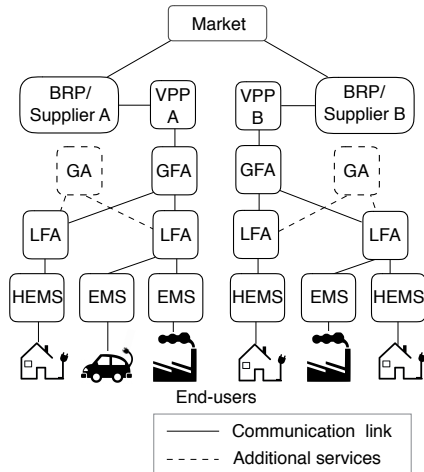 Market
BRP/
Supplier A
VPP
A
VPP
B
BRP/
Supplier B
GA
GFA
GFA
GA
LFA
LFA
LFA
LFA
HEMS
EMS
EMS
HEMS
EMS
HEMS
End-users
Communication link
Additional services